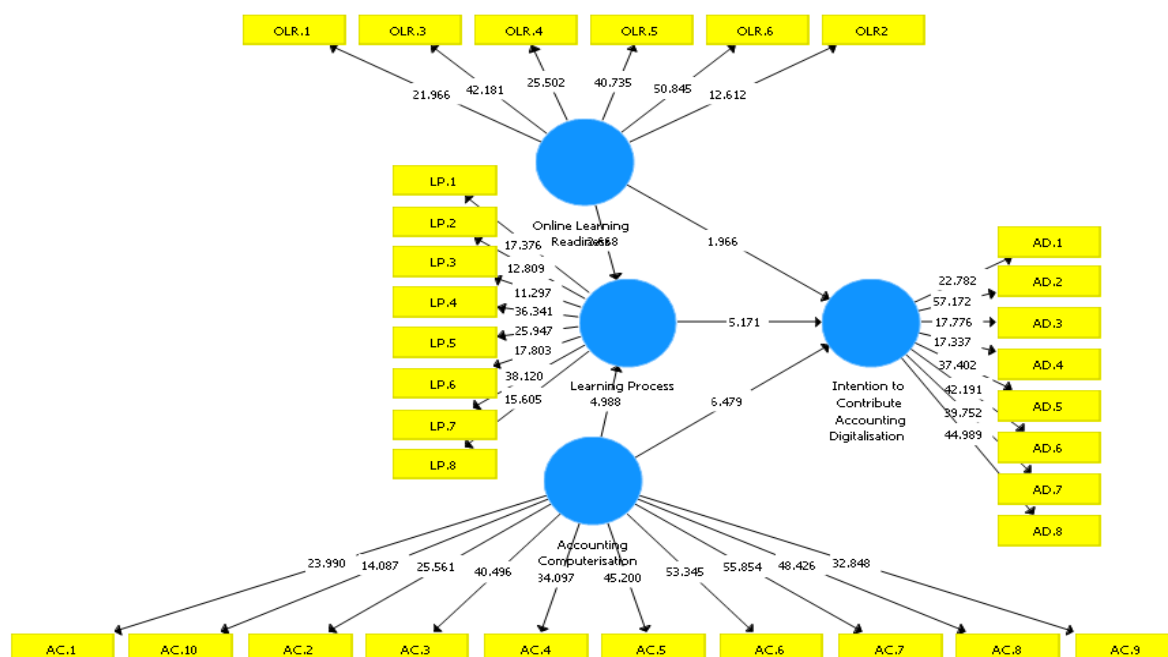 OLR.1
OLR.3
OLR.4
OLR.5
OLR.6
OLR2
21.966
42.181
25.502
40.735
50.845
12.612
Online Learning
Readiness
1.966
LP.1
LP.2
LP.3
LP.4
LP.5
LP.6
LP.7
LP.8
17.376
12.809
11.297
36.341
25.947
17.803
38.120
15.605
Learning Process
5.171
4.988
6.479
Intention to
Contribute
Accounting
Digitalisation
22.782
57.172
17.776
17.337
37.402
42.191
39.752
44.989
AD.1
AD.2
AD.3
AD.4
AD.5
AD.6
AD.7
AD.8
Accounting
Computerisation
23.990
14.087
25.561
40.496
34.097
45.200
53.345
55.854
48.426
32.848
AC.1
AC.10
AC.2
AC.3
AC.4
AC.5
AC.6
AC.7
AC.8
AC.9